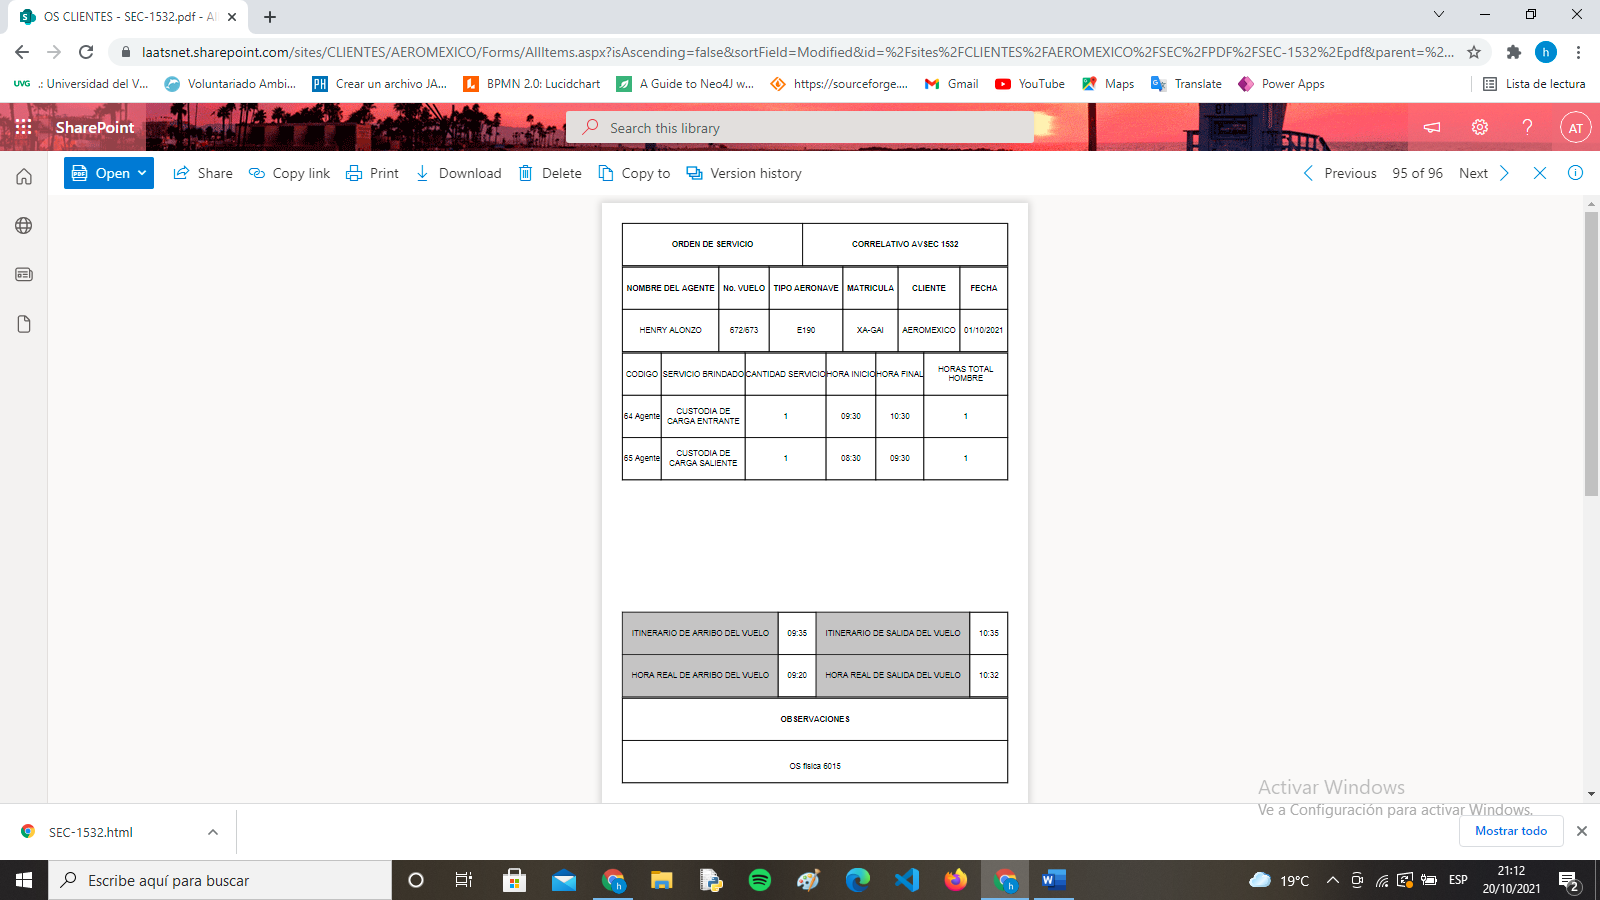 OS CLIENTES - SEC-1532.pdf - Al
laatsnet.sharepoint.com/sites/CLIENTES/AEROMEXICO/Forms/AllItems.aspx?isAscending=false&sortField=Modified&id=%2Fsites%2FCLIENTES%2FAEROMEXICO%2FSEC%2FPDF%2FSEC-1532%2Epdf&parent=%2...
h
UVG .: Universidad del V...
Voluntariado Ambi...
PH Crear un archivo JA...
BPMN 2.0: Lucidchart
A Guide to Neo4J w...
https://sourceforge....
Gmail
YouTube
Maps
Translate
Power Apps
Lista de lectura
SharePoint
Search this library
AT
Open
Share
Copy link
Print
Download
Delete
Copy to
Version history
Previous
95 of 96
Next
ORDEN DE SERVICIO
CORRELATIVO AVSEC 1532
NOMBRE DEL AGENTE
No. VUELO
TIPO AERONAVE
MATRICULA
CLIENTE
FECHA
HENRY ALONZO
672/673
E190
XA-GAI
AEROMEXICO
01/10/2021
CODIGO
SERVICIO BRINDADO
CANTIDAD SERVICIO
HORA INICIO
HORA FINAL
HORAS TOTAL
HOMBRE
64 Agente
CUSTODIA DE
CARGA ENTRANTE
1
09:30
10:30
1
65 Agente
CUSTODIA DE
CARGA SALIENTE
1
08:30
09:30
1
ITINERARIO DE ARRIBO DEL VUELO
09:35
ITINERARIO DE SALIDA DEL VUELO
10:35
HORA REAL DE ARRIBO DEL VUELO
09:20
HORA REAL DE SALIDA DEL VUELO
10:32
OBSERVACIONES
OS fisica 6015
Activar Windows
Ve a Configuración para activar Windows.
SEC-1532.html
Mostrar todo
Escribe aquí para buscar
19°C
ESP
21:12
20/10/2021
2